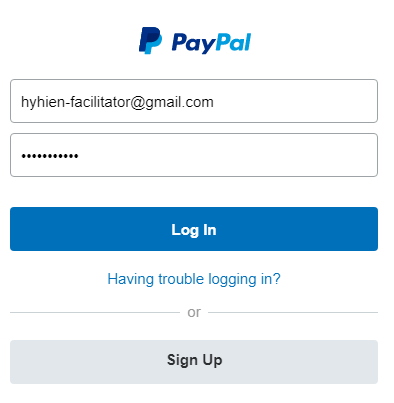 PayPal
hyhien-facilitator@gmail.com
•••••••••••
Log In
Having trouble logging in?
or
Sign Up